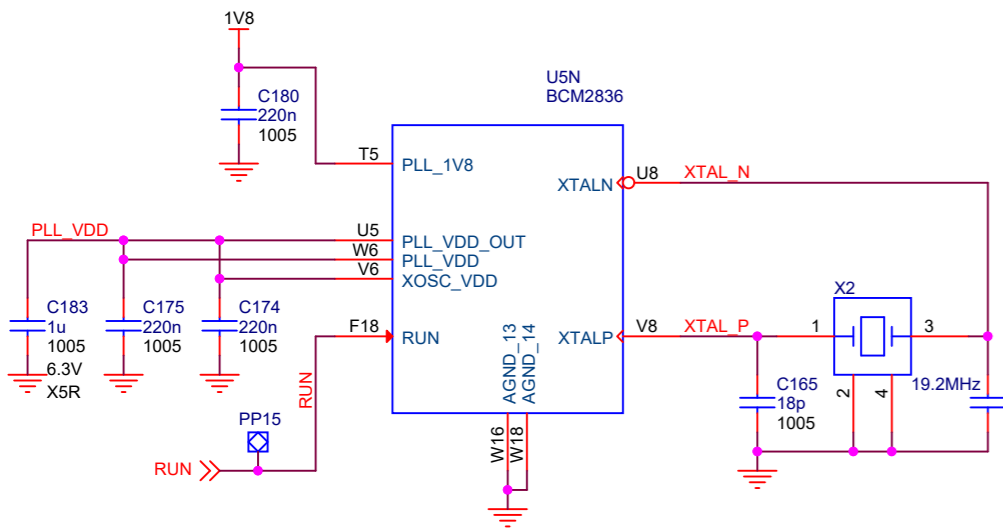 1V8
U5N
BCM2836
C180
220n
1005
T5
PLL_1V8
XTALN
U8
XTAL_N
PLL_VDD
U5
PLL_VDD_OUT
W6
PLL_VDD
V6
XOSC_VDD
X2
C183
1u
1005
6.3V
X5R
C175
220n
1005
C174
220n
1005
F18
RUN
AGND_13
AGND_14
XTALP
V8
XTAL_P
1
3
2
4
19.2MHz
C165
18p
1005
RUN
PP15
RUN
W16
W18